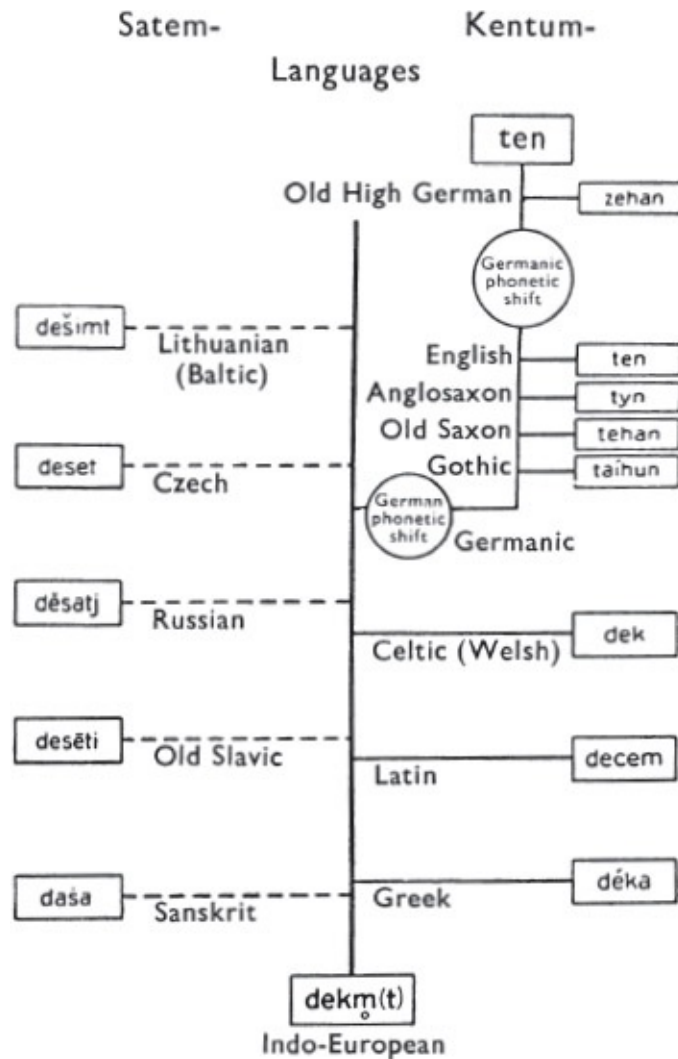 Satem-
Kentum-
Languages
ten
Old High German
zehan
Germanic
phonetic
shift
dešimt
Lithuanian
(Baltic)
English
ten
Anglosaxon
tyn
Old Saxon
tehan
Gothic
taíhun
deset
Czech
German
phonetic
shift
Germanic
děsatj
Russian
Celtic (Welsh)
dek
desēti
Old Slavic
Latin
decem
daśa
Sanskrit
Greek
déka
dekm̥(t)
Indo-European